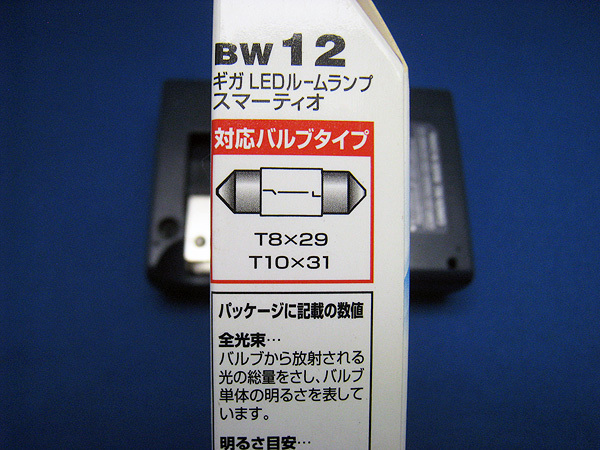 BW 12
ギガ LEDルームランプ
スマーティオ
対応バルブタイプ
T8×29
T10×31
パッケージに記載の数値
全光束…
バルブから放射される
光の総量をさし、バルブ
単体の明るさを表して
います。
明るさ目安…